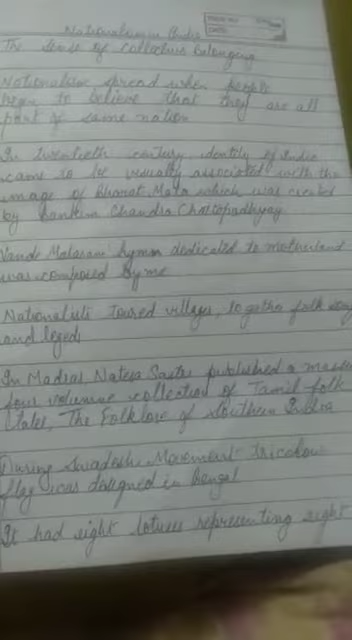 Nationalism in India
The sense of collective Belonging
Nationalism spread when people
began to believe that they are all
part of same nation
In twentieth century, identity of India
came to be visually associated with the
image of Bharat Mata which was created
by Bankim Chandra Chattopadhyay
Vande Mataram hymn dedicated to motherland
was composed by me
Nationalists Toured villages, to gather folk song
and legeds
In Madras Natesa Sastri published a massive
four volumine collection of Tamil folk
tales, The Folklore of Southern India
During Swadeshi Movement tricolour
flag was designed in Bengal
It had eight lotuses representing eight